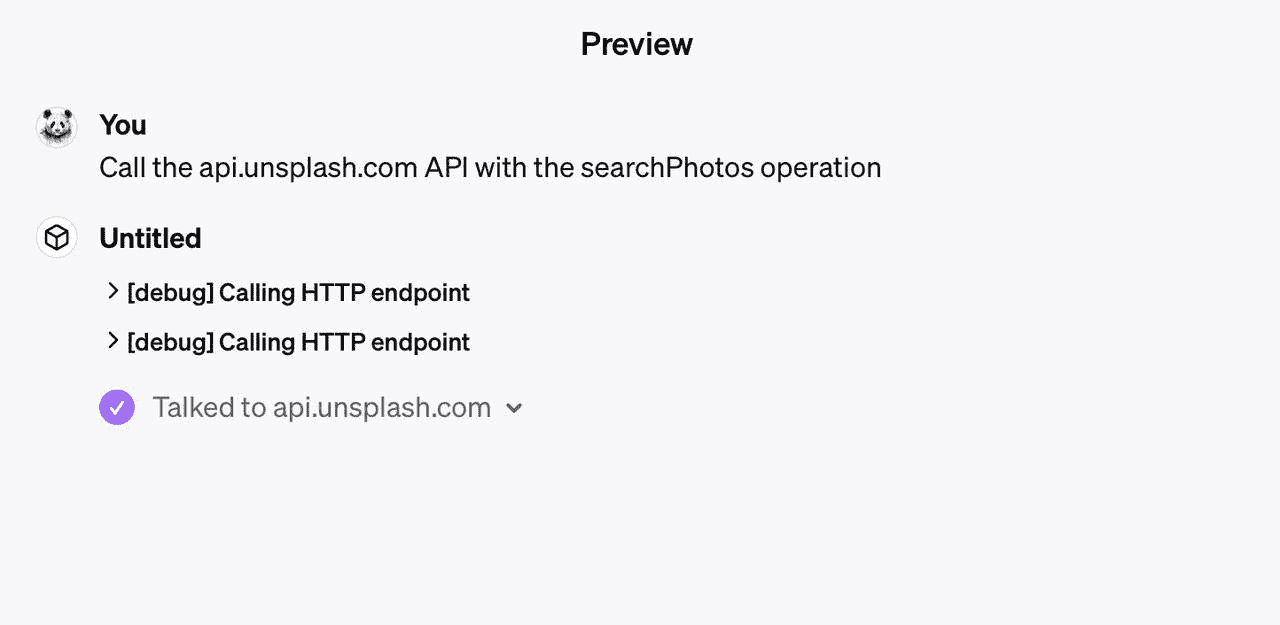 Preview
You
Call the api.unsplash.com API with the searchPhotos operation
Untitled
[debug] Calling HTTP endpoint
[debug] Calling HTTP endpoint
Talked to api.unsplash.com